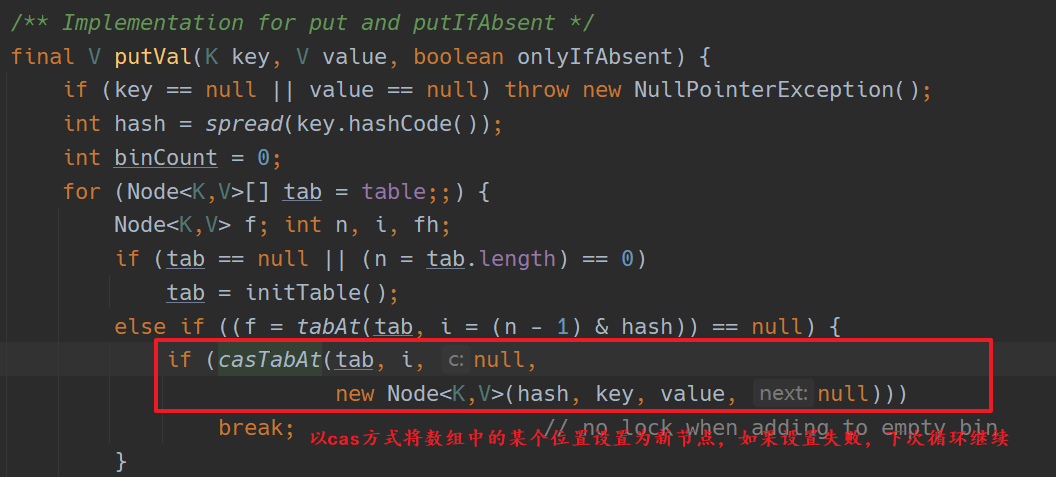 /** Implementation for put and putIfAbsent */
final V putVal(K key, V value, boolean onlyIfAbsent) {
if (key == null || value == null) throw new NullPointerException();
int hash = spread(key.hashCode());
int binCount = 0;
for (Node<K,V>[] tab = table;;) {
Node<K,V> f; int n, i, fh;
if (tab == null || (n = tab.length) == 0)
tab = initTable();
else if ((f = tabAt(tab, i = (n - 1) & hash)) == null) {
if (casTabAt(tab, i, c: null,
new Node<K,V>(hash, key, value, next: null)))
break; // no lock when adding to empty bin
以cas方式将数组中的某个位置设置为新节点，如果设置失败，下次循环继续
}